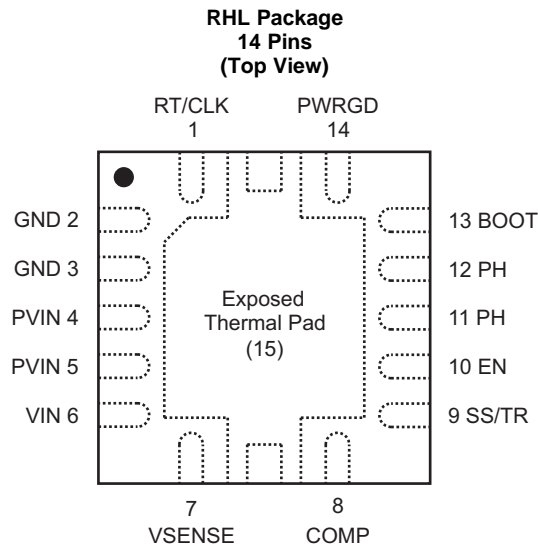 RHL Package
14 Pins
(Top View)
RT/CLK
1
PWRGD
14
GND 2
GND 3
PVIN 4
PVIN 5
VIN 6
13 BOOT
12 PH
11 PH
10 EN
9 SS/TR
Exposed
Thermal Pad
(15)
7
VSENSE
8
COMP